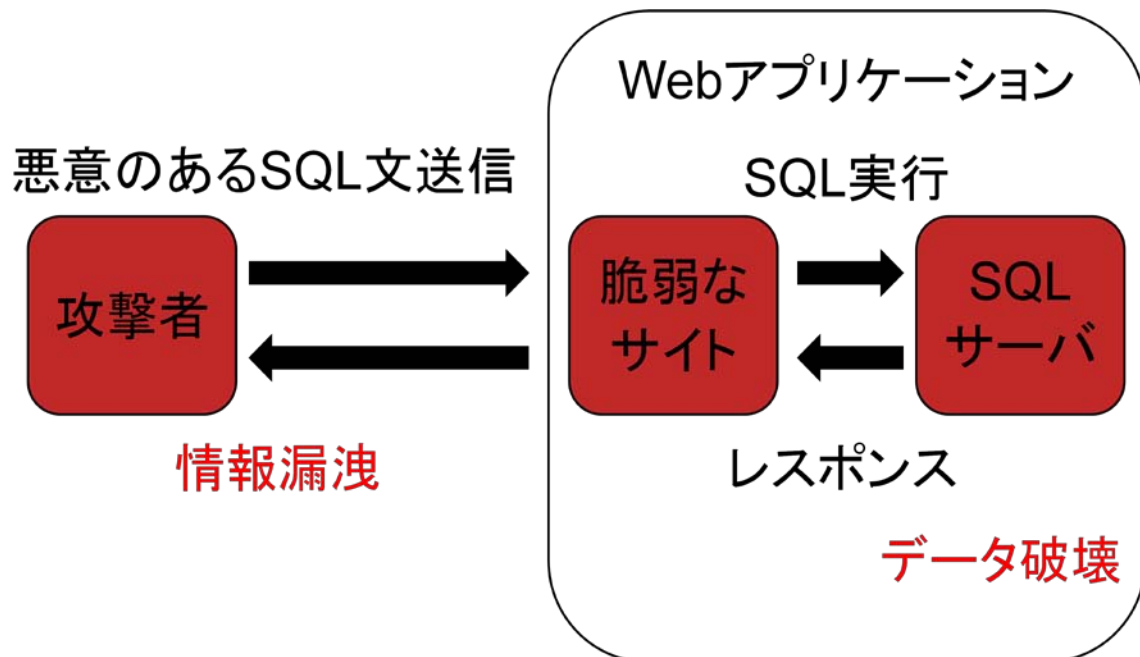 Webアプリケーション
悪意のあるSQL文送信
SQL実行
攻撃者
脆弱な
サイト
SQL
サーバ
情報漏洩
レスポンス
データ破壊